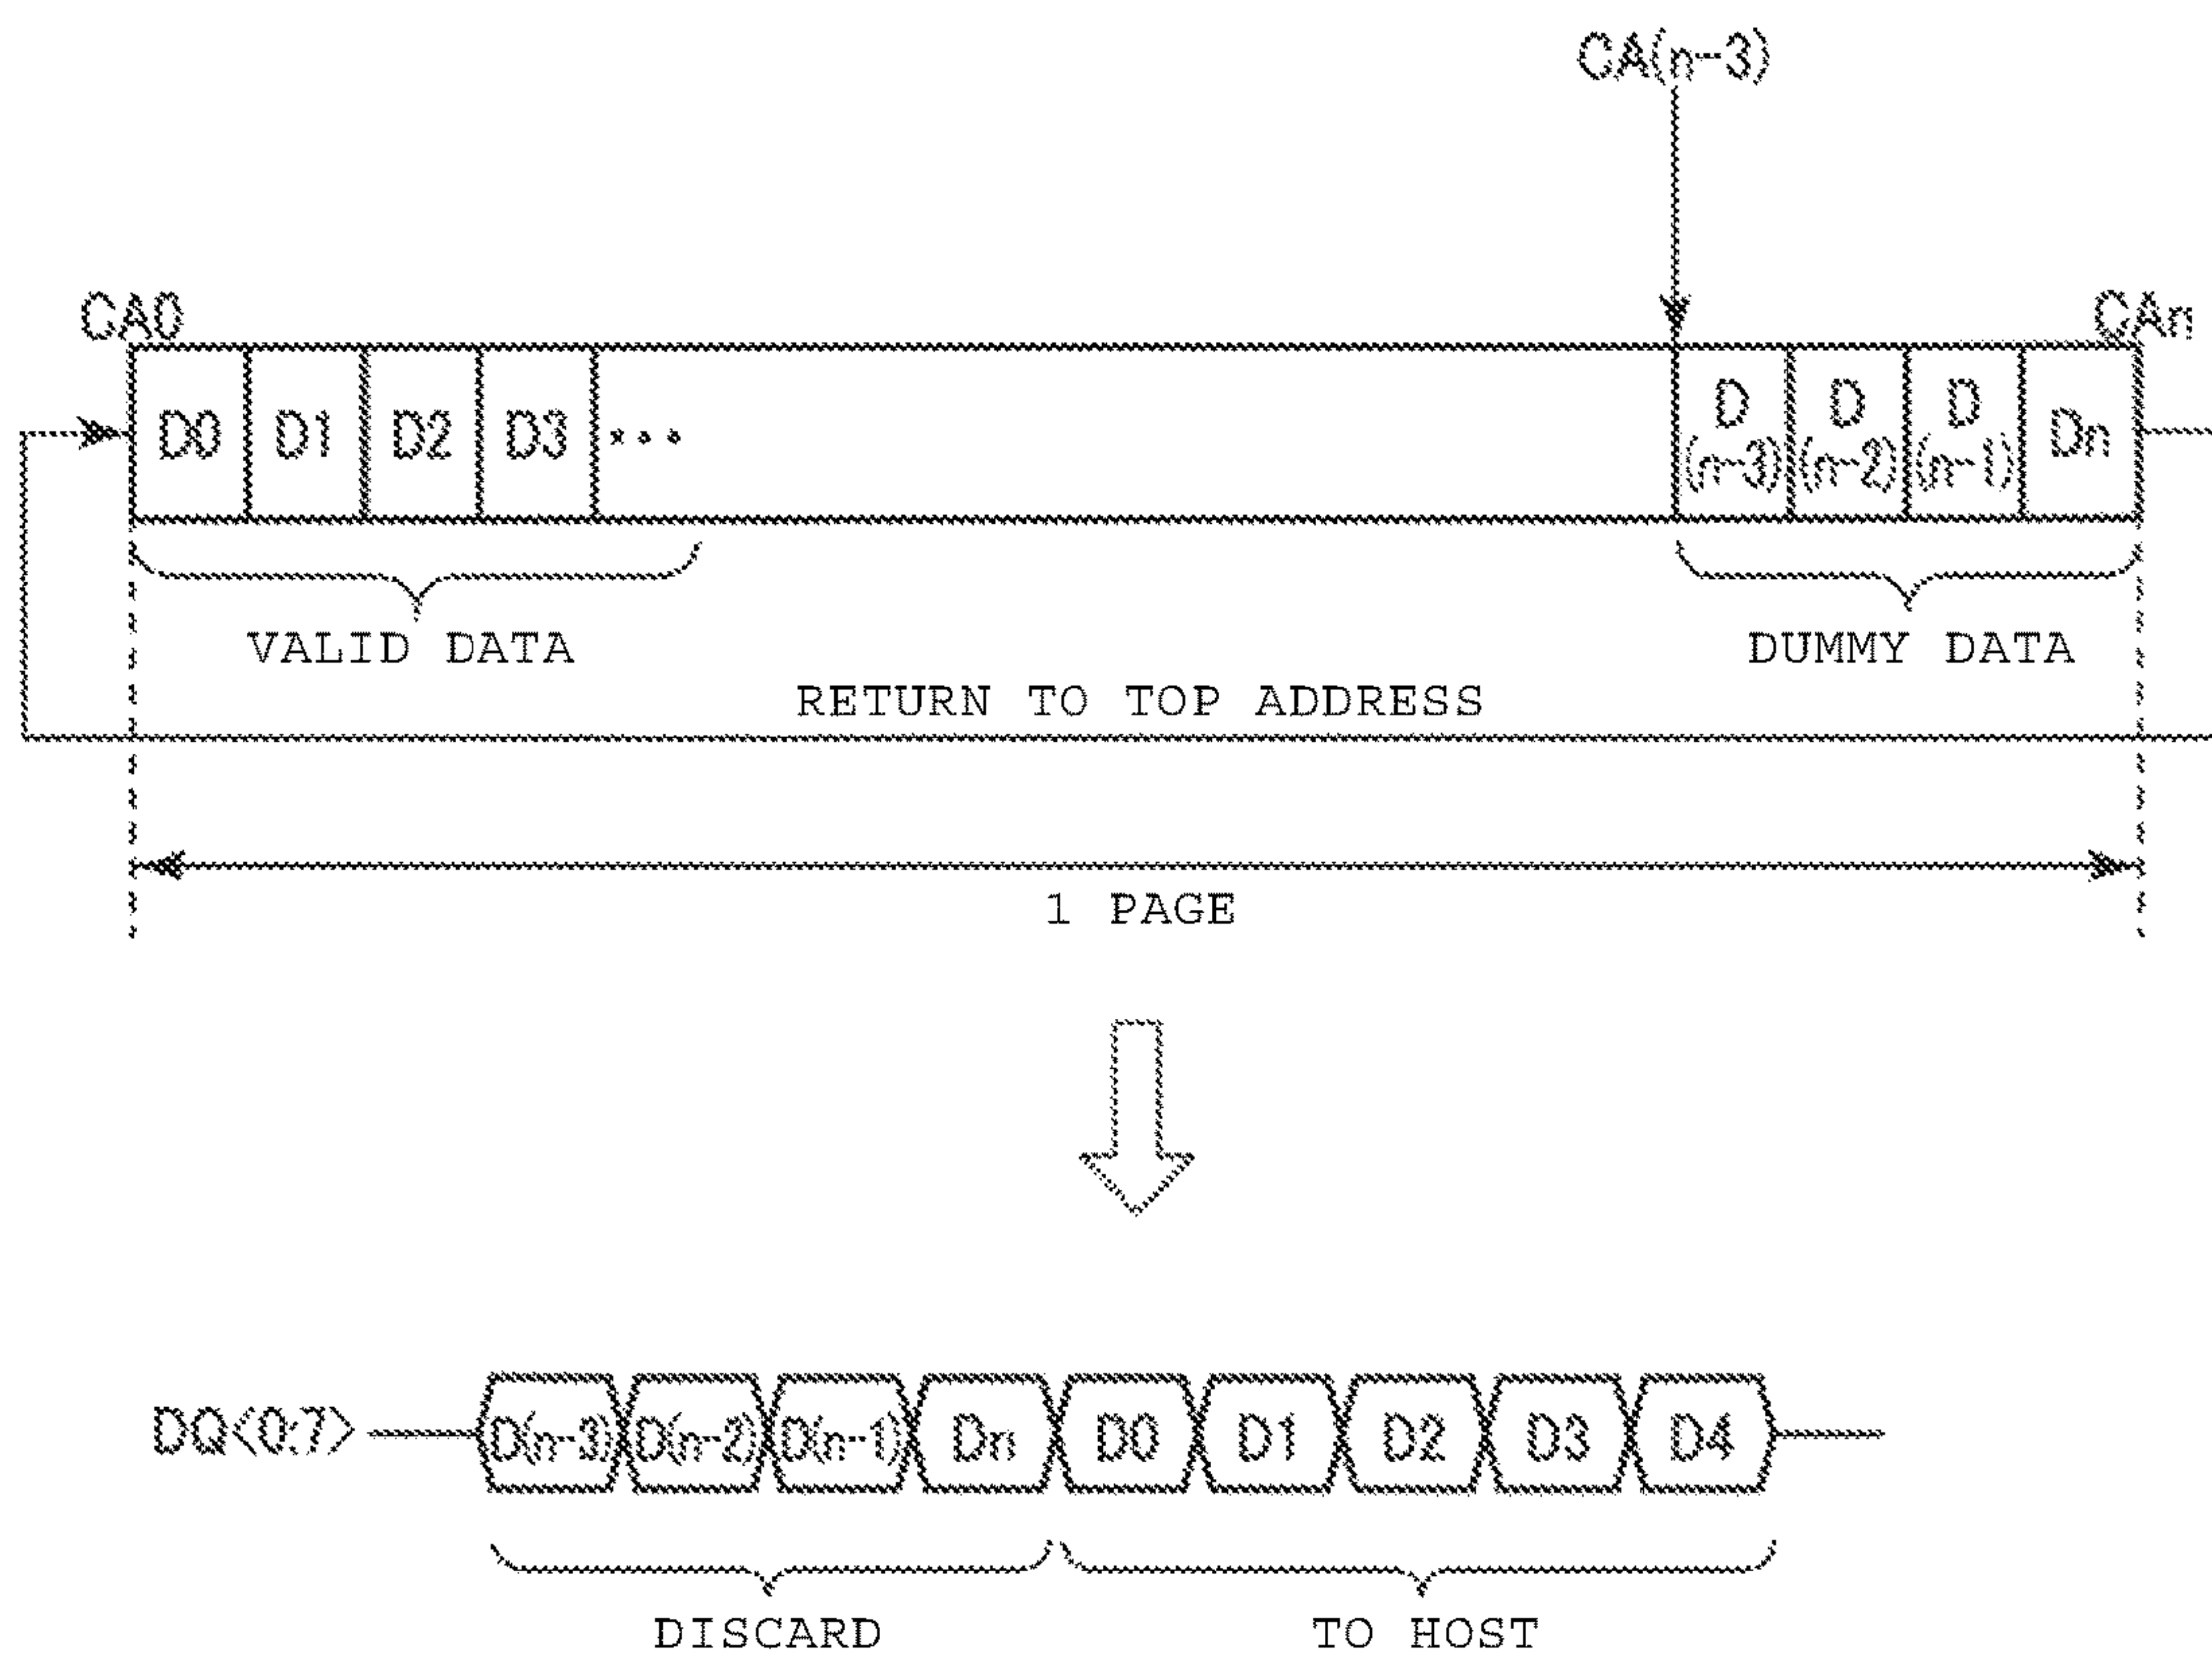 CA(n-3)
CA0 CAn
D0 D1 D2 D3 ... D (n-3) D (n-2) D (n-1) Dn
VALID DATA DUMMY DATA
RETURN TO TOP ADDRESS
1 PAGE
DQ<0:7> D(n-3) D(n-2) D(n-1) Dn D0 D1 D2 D3 D4
DISCARD TO HOST